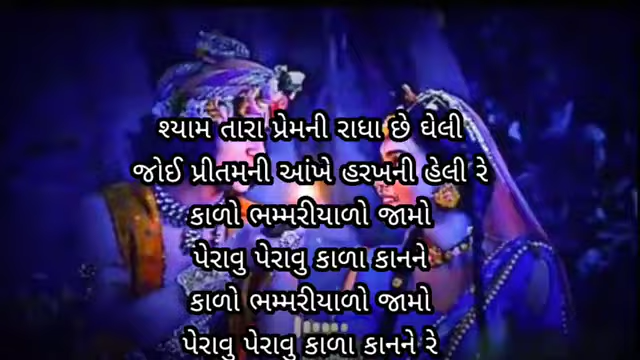 શ્યામ તારા પ્રેમની રાધા છે ઘેલી
જોઈ પ્રીતમની આંખે હરખની હેલી રે
કાળો ભમ્મરીયાળો જામો
પેરાવુ પેરાવુ કાળા કાનને
કાળો ભમ્મરીયાળો જામો
પેરાવુ પેરાવુ કાળા કાનને રે